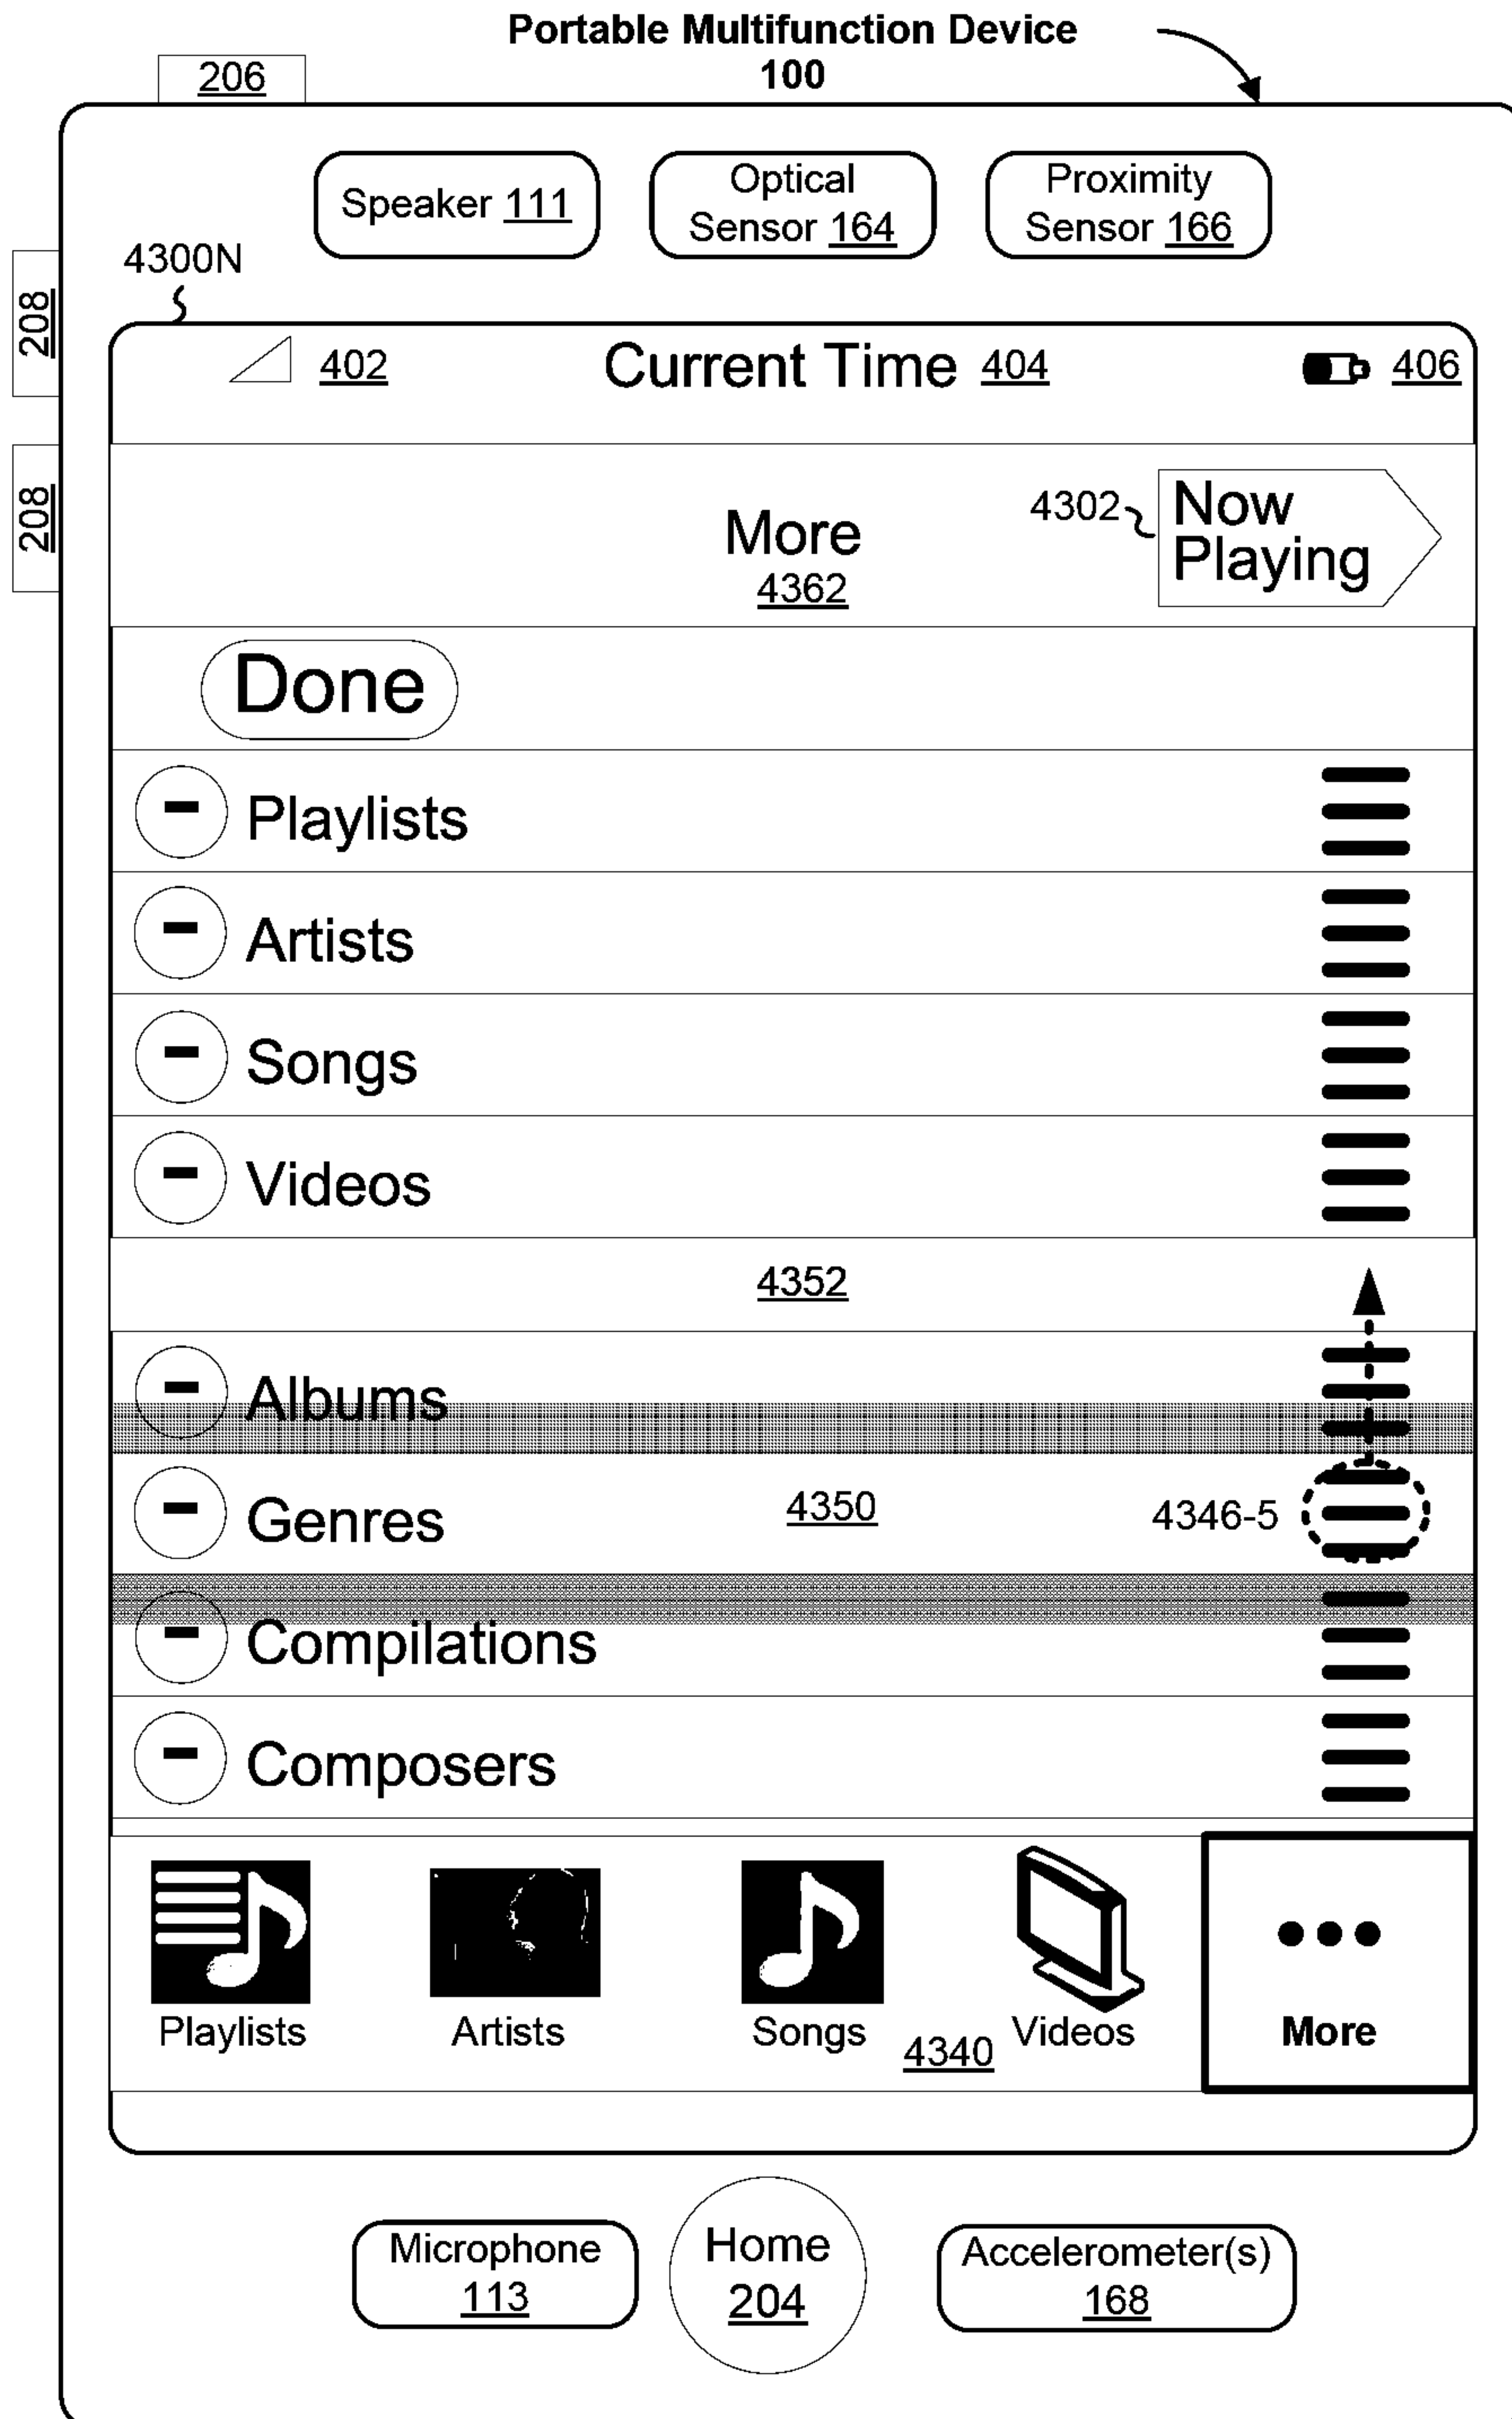 Portable Multifunction Device
100
206
Speaker 111
Optical
Sensor 164
Proximity
Sensor 166
4300N
208
208
402
Current Time 404
406
More
4362
4302
Now
Playing
Done
Playlists
Artists
Songs
Videos
4352
Albums
Genres
4350
4346-5
Compilations
Composers
Playlists
Artists
Songs
4340
Videos
More
Microphone
113
Home
204
Accelerometer(s)
168